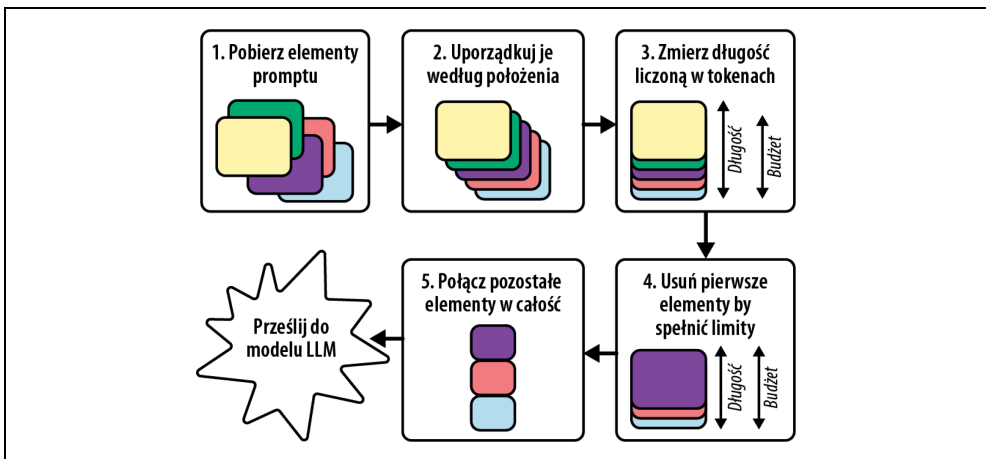 1. Pobierz elementy
promptu
2. Uporządkuj je
według położenia
3. Zmierz długość
liczoną w tokenach
Długość
Budżet
Prześlij do
modelu LLM
5. Połącz pozostałe
elementy w całość
4. Usuń pierwsze
elementy by
spełnić limity
Długość
Budżet